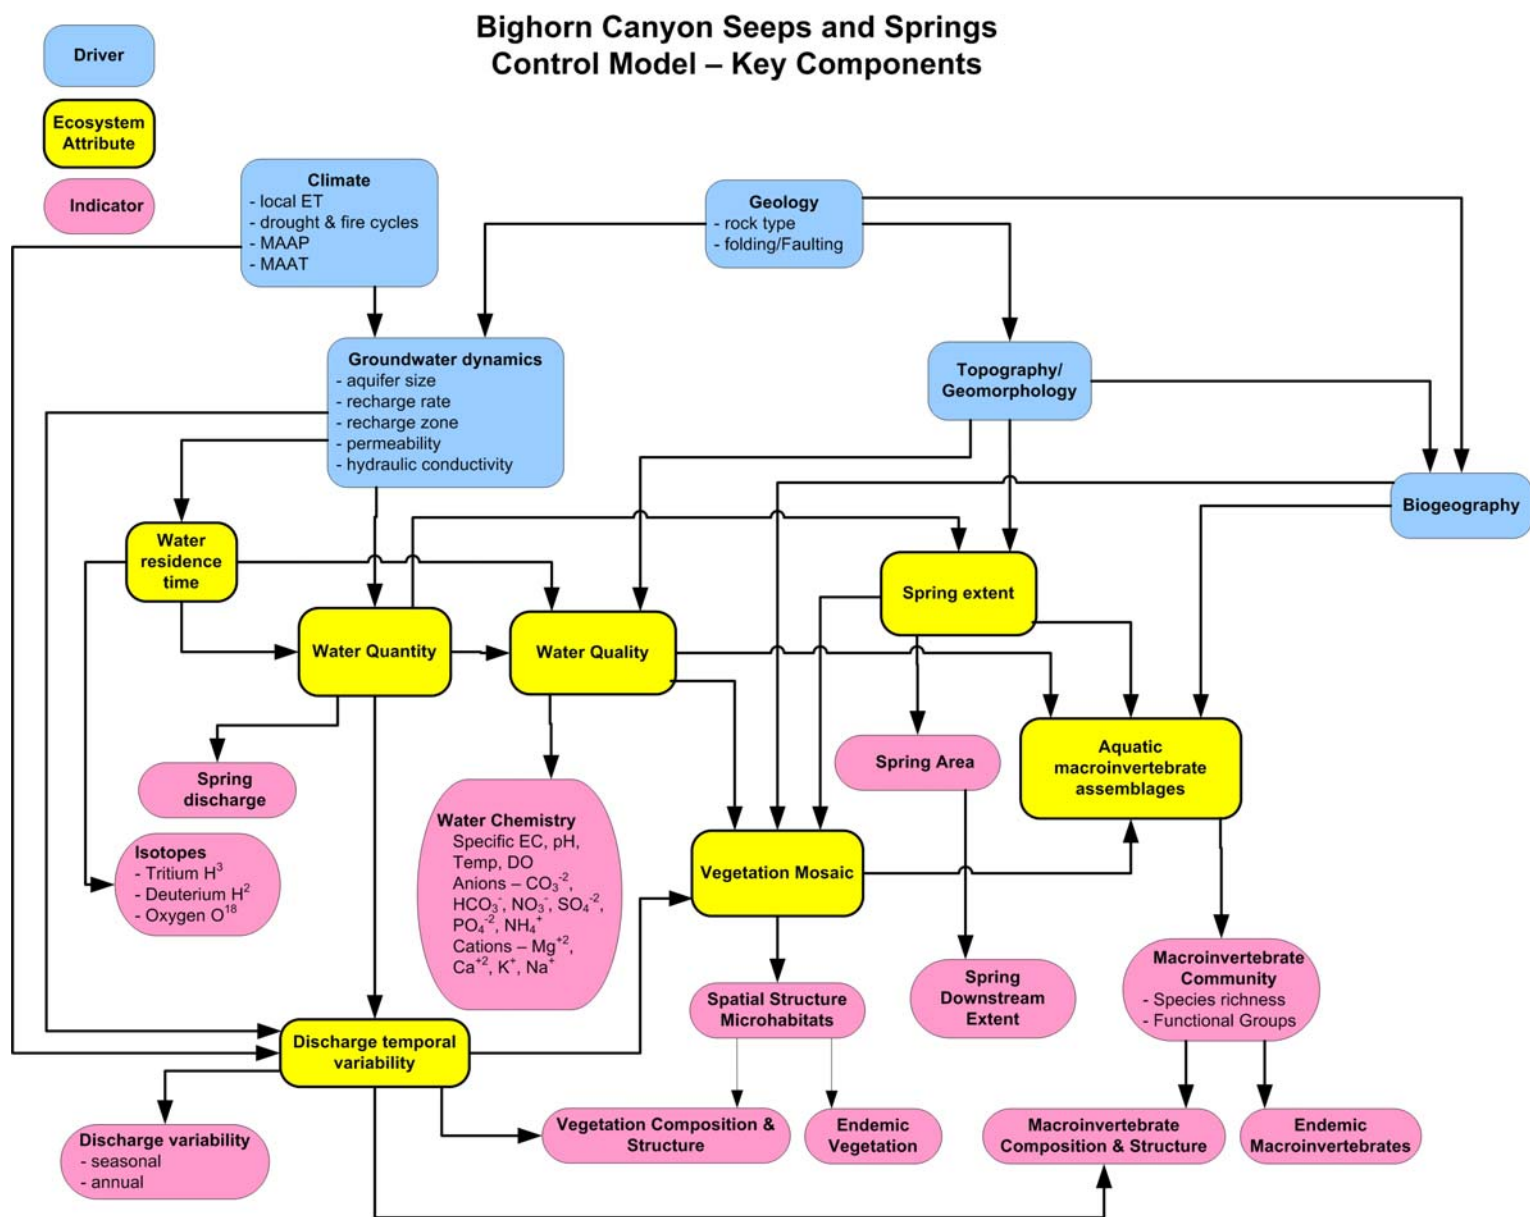 Bighorn Canyon Seeps and Springs
Control Model – Key Components
Driver
Ecosystem
Attribute
Indicator
Climate
- local ET
- drought & fire cycles
- MAAP
- MAAT
Geology
- rock type
- folding/Faulting
Groundwater dynamics
- aquifer size
- recharge rate
- recharge zone
- permeability
- hydraulic conductivity
Topography/
Geomorphology
Biogeography
Water
residence
time
Spring extent
Water Quantity
Water Quality
Aquatic
macroinvertebrate
assemblages
Spring Area
Spring
discharge
Isotopes
- Tritium H³
- Deuterium H²
- Oxygen O¹⁸
Water Chemistry
Specific EC, pH,
Temp, DO
Anions – CO₃⁻²,
HCO₃⁻, NO₃⁻, SO₄⁻²,
PO₄⁻², NH₄⁺
Cations – Mg⁺²,
Ca⁺², K⁺, Na⁺
Vegetation Mosaic
Spatial Structure
Microhabitats
Spring
Downstream
Extent
Macroinvertebrate
Community
- Species richness
- Functional Groups
Discharge temporal
variability
Discharge variability
- seasonal
- annual
Vegetation Composition &
Structure
Endemic
Vegetation
Macroinvertebrate
Composition & Structure
Endemic
Macroinvertebrates